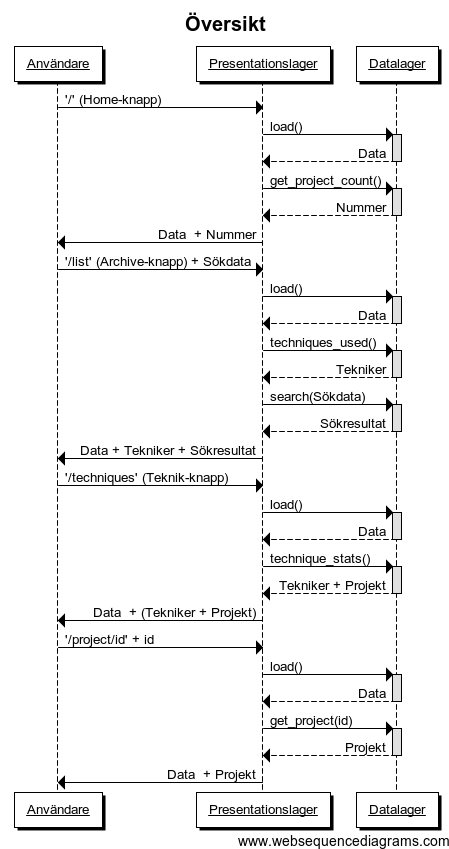 Översikt
Användare Presentationslager Datalager
'/' (Home-knapp)
load()
Data
get_project_count()
Nummer
Data + Nummer
'/list' (Archive-knapp) + Sökdata
load()
Data
techniques_used()
Tekniker
search(Sökdata)
Sökresultat
Data + Tekniker + Sökresultat
'/techniques' (Teknik-knapp)
load()
Data
technique_stats()
Tekniker + Projekt
Data + (Tekniker + Projekt)
'/project/id' + id
load()
Data
get_project(id)
Projekt
Data + Projekt
Användare Presentationslager Datalager
www.websequencediagrams.com